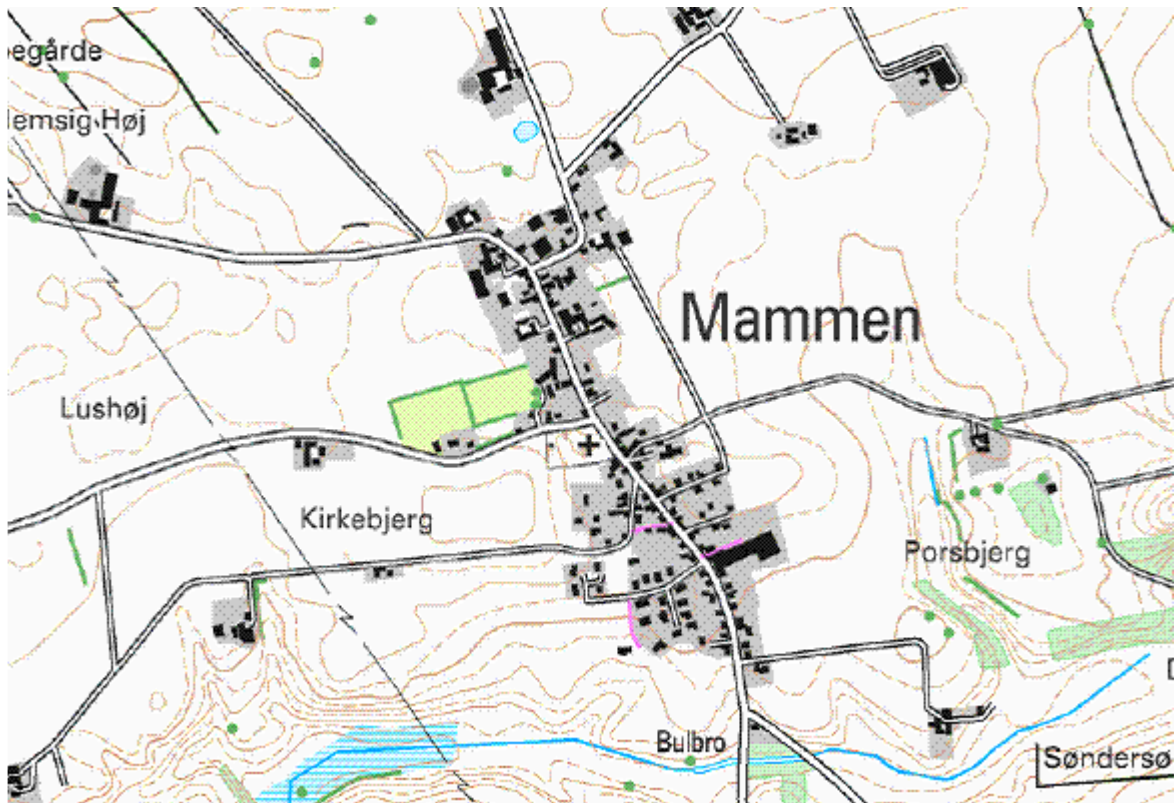 egårde
lemsig Høj
Mammen
Lushøj
Kirkebjerg
Porsbjerg
Bulbro
Søndersø